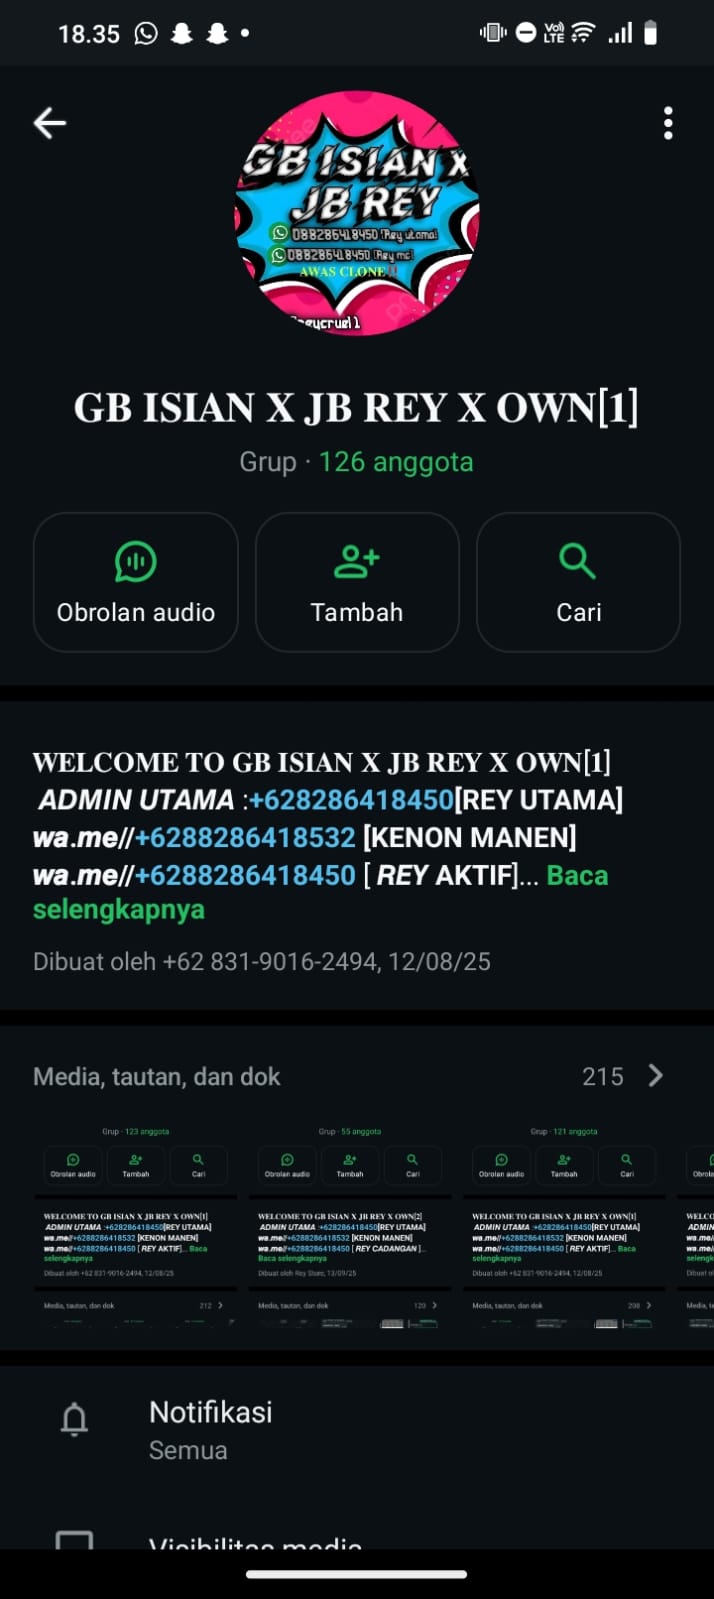 18.35
VoD LTE
GB ISIAN X
JB REY
088286418450 [Rey utama]
088286418450 [Rey mc]
AWAS CLONE‼
GB ISIAN X JB REY X OWN[1]
Grup · 126 anggota
Obrolan audio
Tambah
Cari
WELCOME TO GB ISIAN X JB REY X OWN[1]
ADMIN UTAMA :+628286418450[REY UTAMA]
wa.me//+6288286418532 [KENON MANEN]
wa.me//+6288286418450 [ REY AKTIF]... Baca
selengkapnya
Dibuat oleh +62 831-9016-2494, 12/08/25
Media, tautan, dan dok
215
Grup · 123 anggota
Obrolan audio
Tambah
Cari
WELCOME TO GB ISIAN X JB REY X OWN[1]
ADMIN UTAMA :+628286418450[REY UTAMA]
wa.me//+6288286418532 [KENON MANEN]
wa.me//+6288286418450 [ REY AKTIF]... Baca
selengkapnya
Dibuat oleh +62 831-9016-2494, 12/08/25
Media, tautan, dan dok
212
Grup · 55 anggota
Obrolan audio
Tambah
Cari
WELCOME TO GB ISIAN X JB REY X OWN[2]
ADMIN UTAMA :+628286418450[REY UTAMA]
wa.me//+6288286418532 [KENON MANEN]
wa.me//+6288286418450 [ REY CADANGAN ]...
Baca selengkapnya
Dibuat oleh Rey Store, 13/09/25
Media, tautan, dan dok
Grup · 121 anggota
Obrolan audio
Tambah
Cari
WELCOME TO GB ISIAN X JB REY X OWN[1]
ADMIN UTAMA :+628286418450[REY UTAMA]
wa.me//+6288286418532 [KENON MANEN]
wa.me//+6288286418450 [ REY AKTIF]... Baca
selengkapnya
Dibuat oleh +62 831-9016-2494, 12/08/25
Media, tautan, dan dok
208
Notifikasi
Semua
Visibilitas media